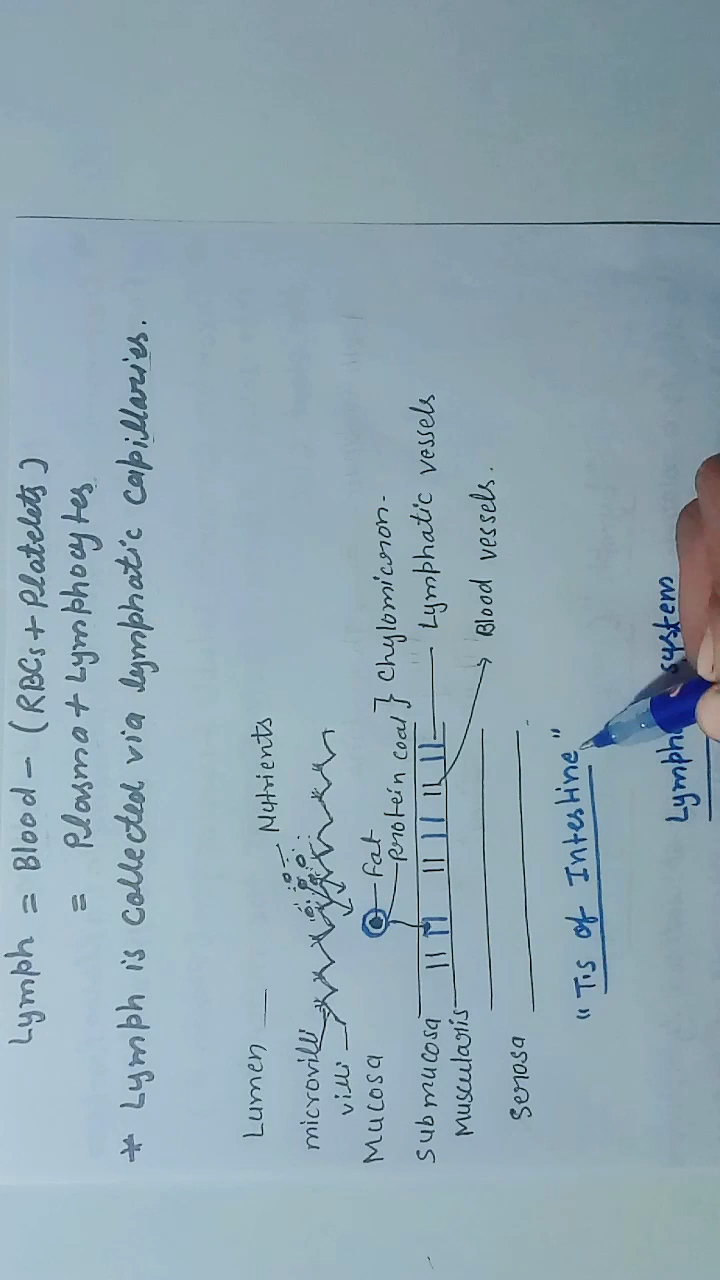 Lymph = Blood - (RBCs + Platelets)
= Plasma + Lymphocytes
* Lymph is collected via lymphatic capillaries.
Lumen
Nutrients
microvilli
villi
Mucosa
Fat
Protein coat } Chylomicron.
Submucosa
Lymphatic vessels
Muscularis
Blood vessels.
Serosa
"T.S of Intestine"
Lympha system